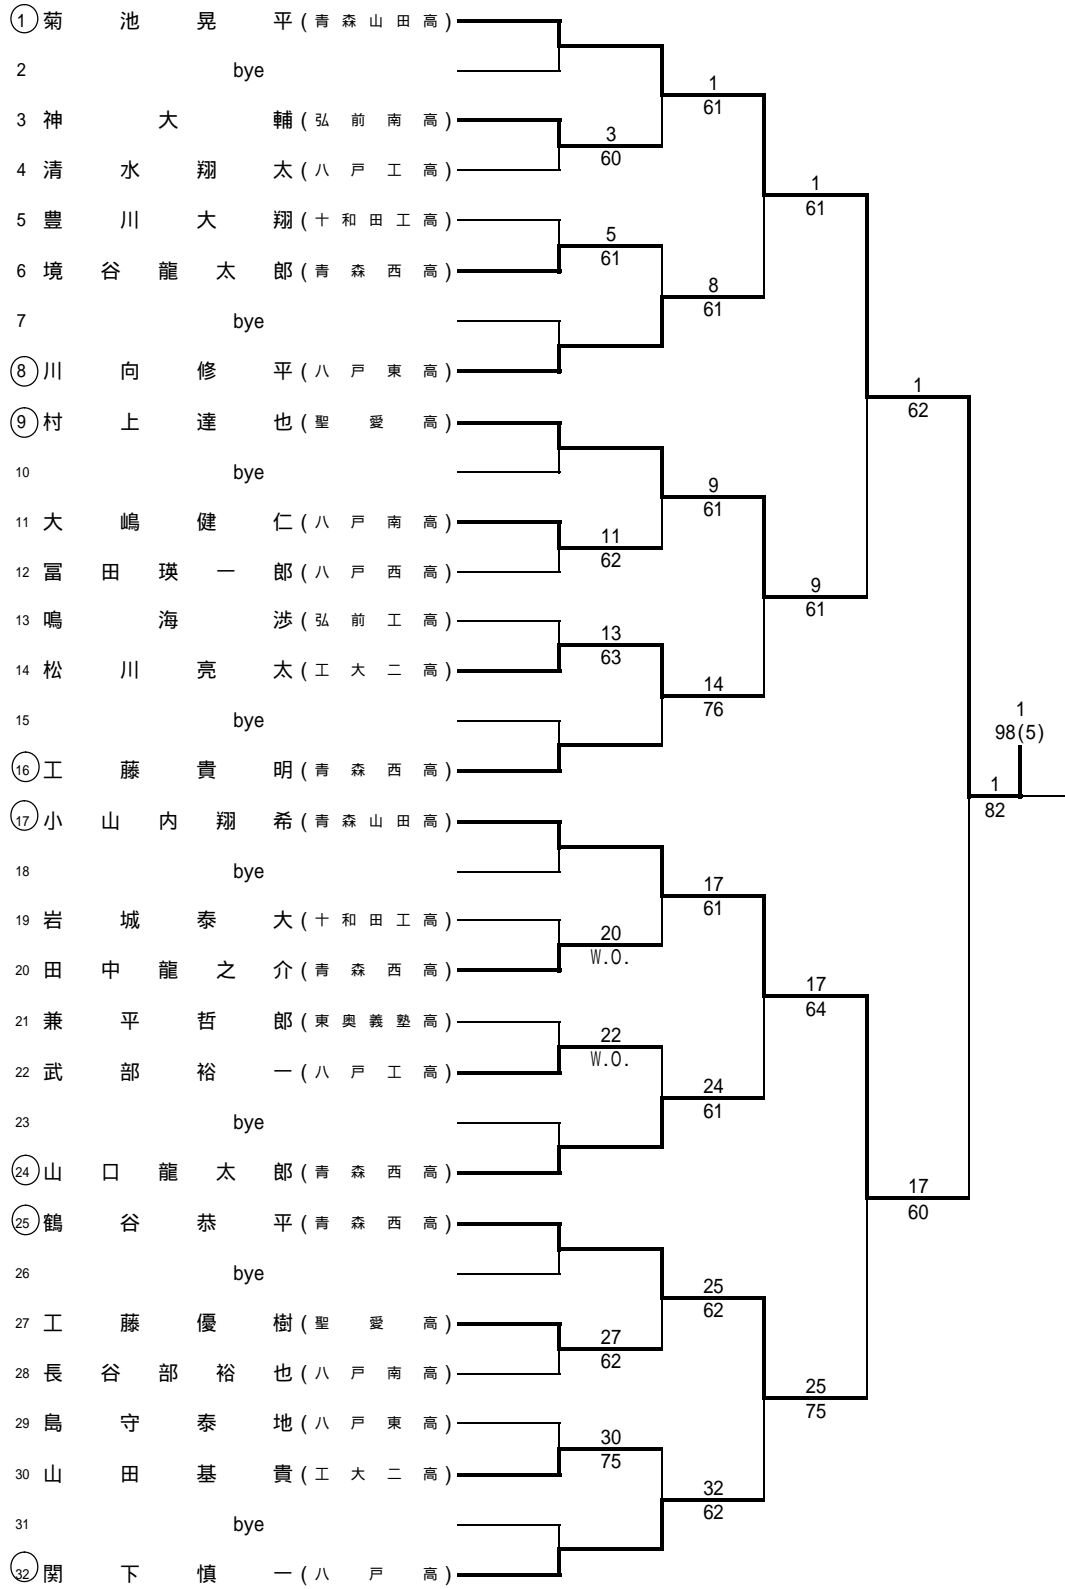 1 菊池晃平(青森山田高)
2 bye
1
61
3 神大輔(弘前南高)
3
60
4 清水翔太(八戸工高)
1
61
5 豊川大翔(十和田工高)
5
61
6 境谷龍太郎(青森西高)
8
61
7 bye
8 川向修平(八戸東高)
1
62
9 村上達也(聖愛高)
10 bye
9
61
11 大嶋健仁(八戸南高)
11
62
12 冨田瑛一郎(八戸西高)
9
61
13 鳴海渉(弘前工高)
13
63
14 松川亮太(工大二高)
14
76
15 bye
1
98(5)
16 工藤貴明(青森西高)
1
82
17 小山内翔希(青森山田高)
18 bye
17
61
19 岩城泰大(十和田工高)
20
W.O.
20 田中龍之介(青森西高)
17
64
21 兼平哲郎(東奥義塾高)
22
W.O.
22 武部裕一(八戸工高)
24
61
23 bye
24 山口龍太郎(青森西高)
17
60
25 鶴谷恭平(青森西高)
26 bye
25
62
27 工藤優樹(聖愛高)
27
62
28 長谷部裕也(八戸南高)
25
75
29 島守泰地(八戸東高)
30
75
30 山田基貴(工大二高)
32
62
31 bye
32 関下慎一(八戸高)